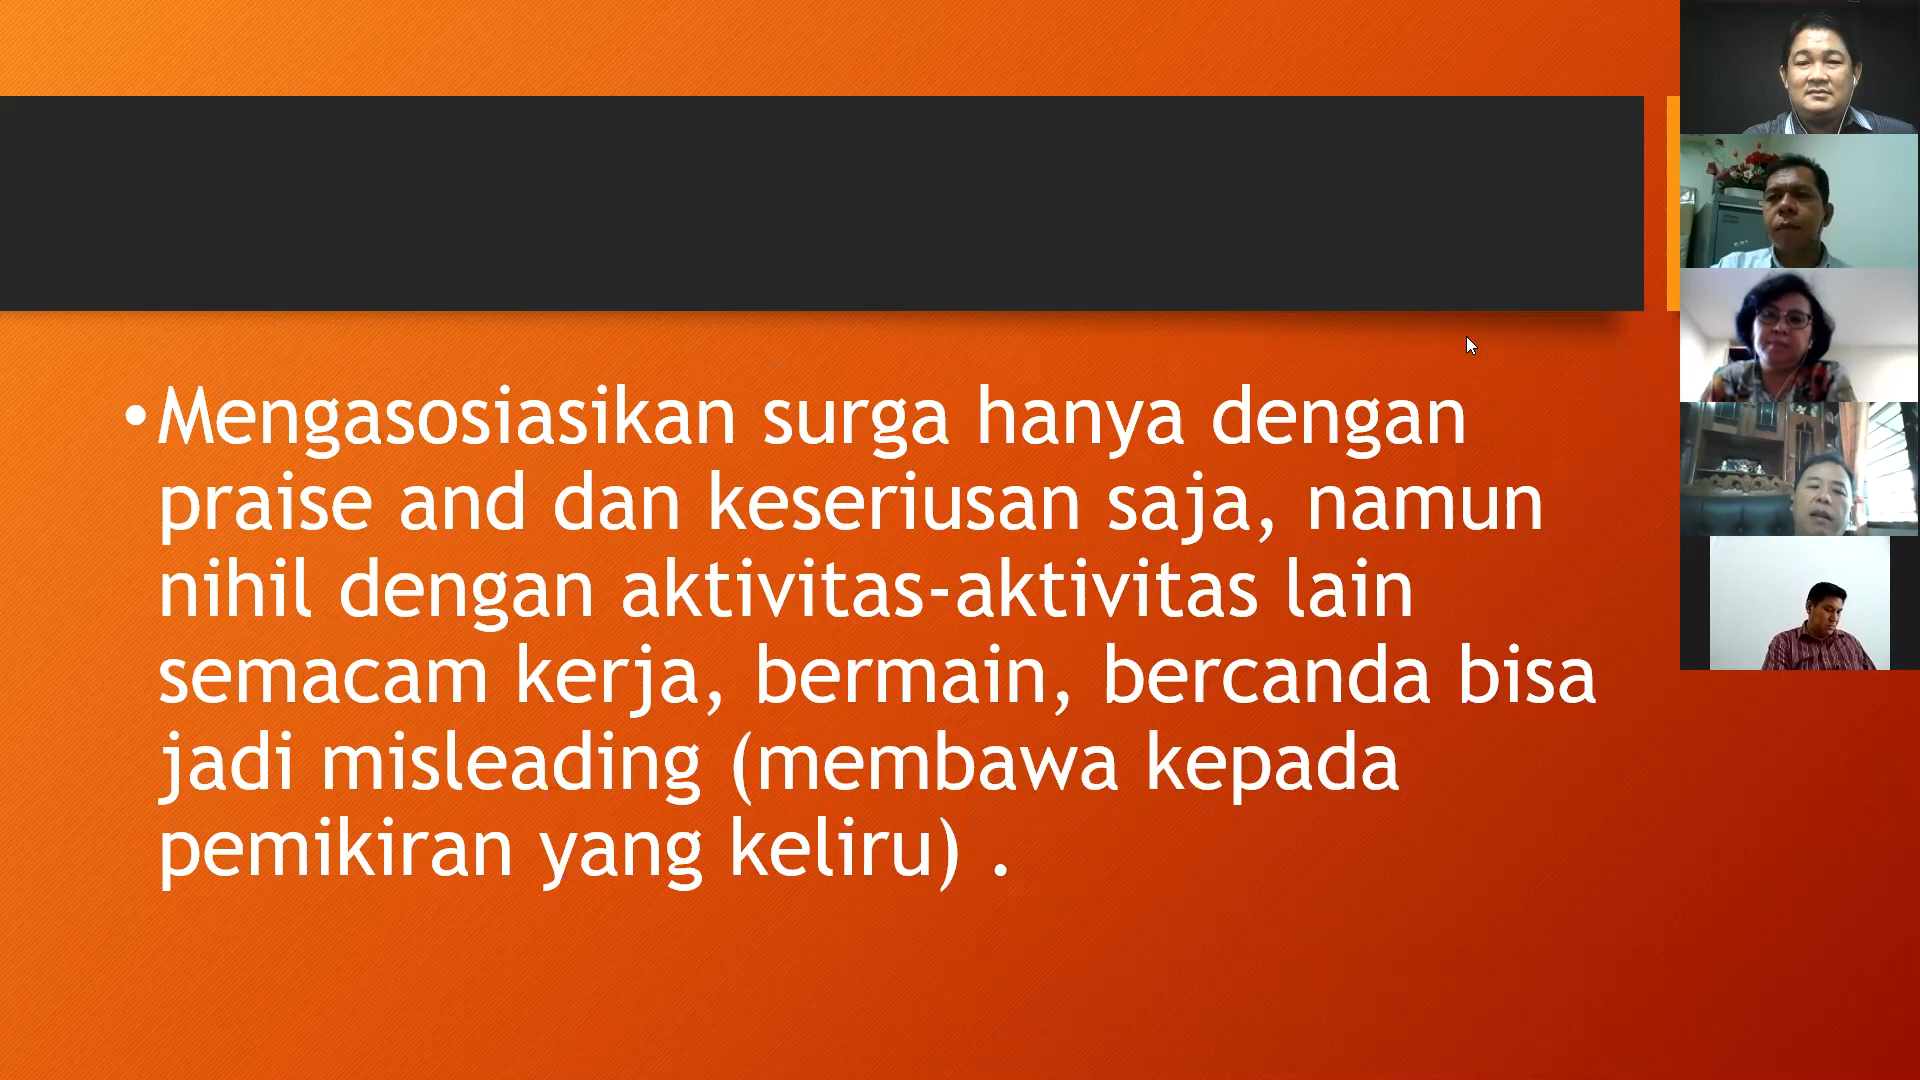 •Mengasosiasikan surga hanya dengan
praise and dan keseriusan saja, namun
nihil dengan aktivitas-aktivitas lain
semacam kerja, bermain, bercanda bisa
jadi misleading (membawa kepada
pemikiran yang keliru) .